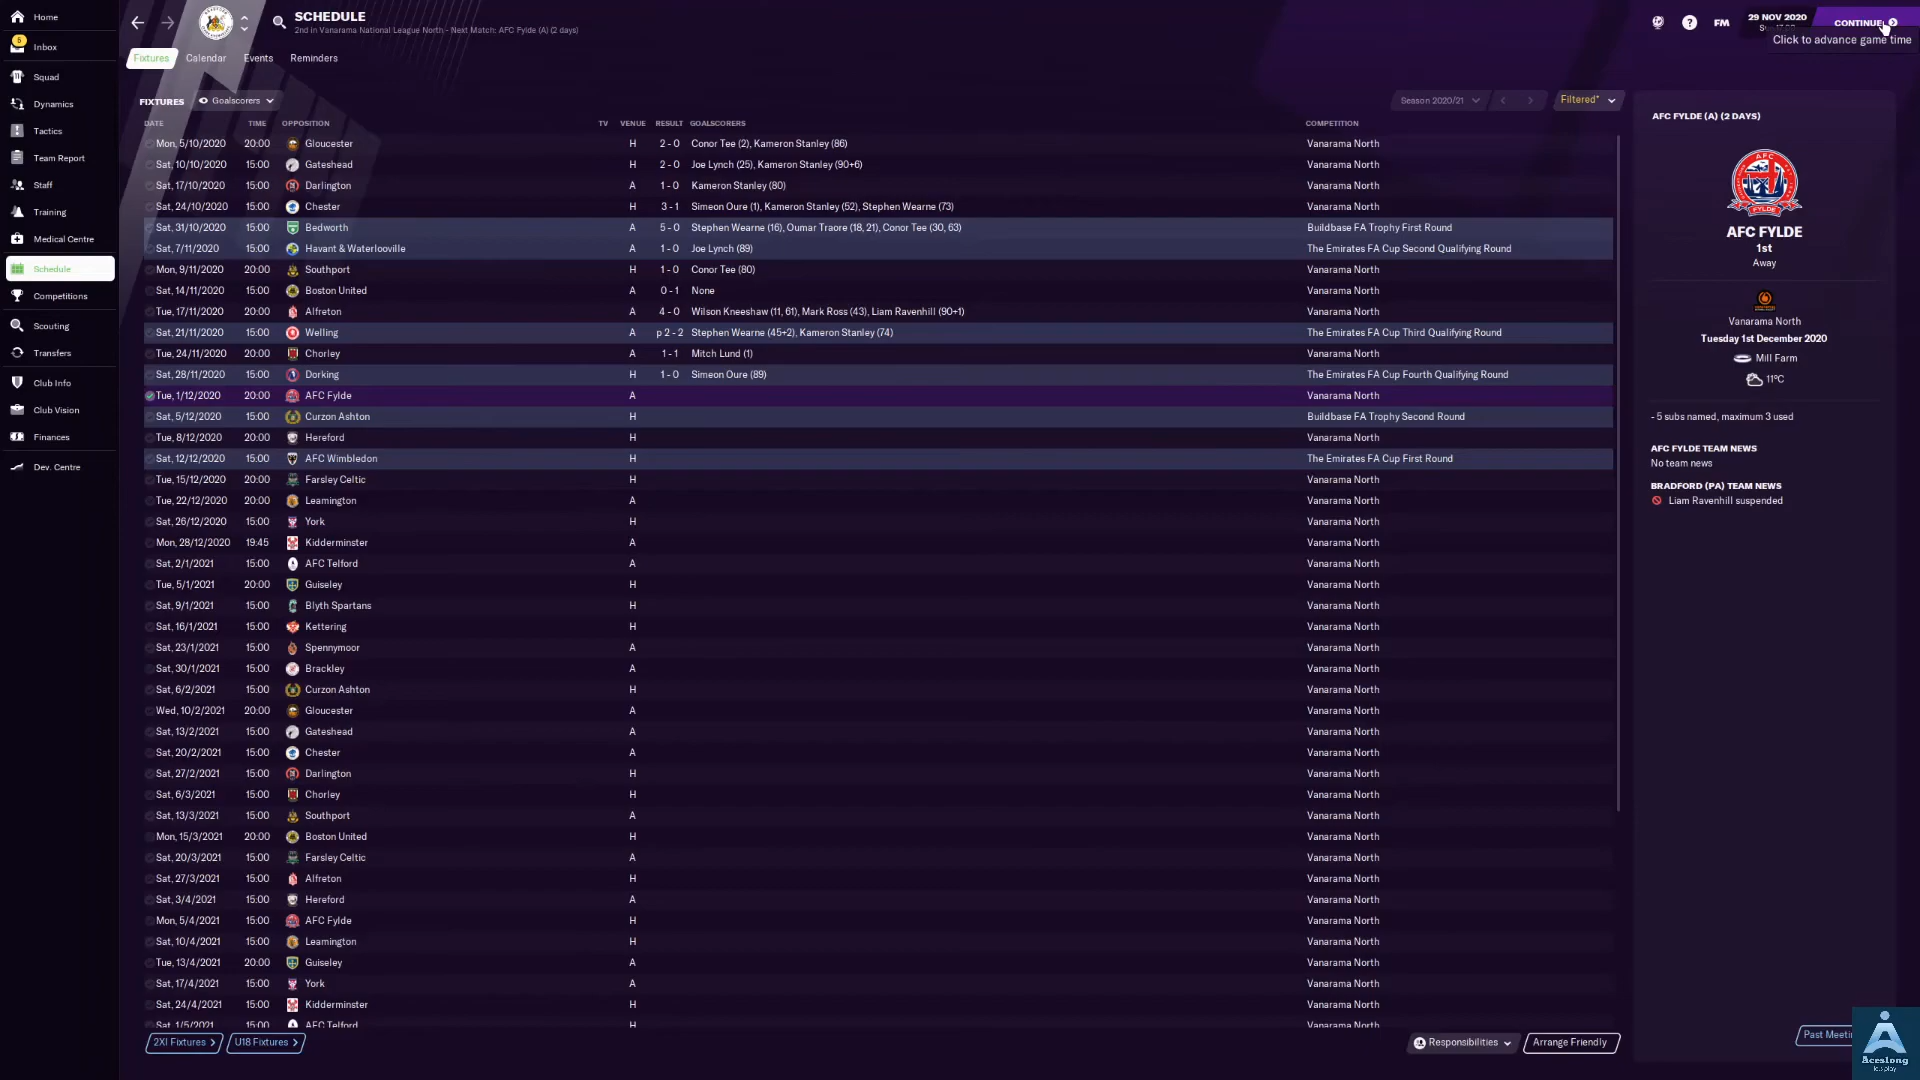 SCHEDULE
2nd in Vanarama National League North - Next Match: AFC Fylde (A) (2 days)
FM
29 NOV 2020
CONTINUE
Click to advance game time
Home
5
Inbox
Squad
Dynamics
Tactics
Team Report
Staff
Training
Medical Centre
Schedule
Competitions
Scouting
Transfers
Club Info
Club Vision
Finances
Dev. Centre
Fixtures Calendar Events Reminders
FIXTURES Goalscorers Season 2020/21 Filtered*
DATE TIME OPPOSITION TV VENUE RESULT GOALSCORERS COMPETITION
Mon, 5/10/2020 20:00 Gloucester H 2 - 0 Conor Tee (2), Kameron Stanley (86) Vanarama North
Sat, 10/10/2020 15:00 Gateshead H 2 - 0 Joe Lynch (25), Kameron Stanley (90+6) Vanarama North
Sat, 17/10/2020 15:00 Darlington A 1 - 0 Kameron Stanley (80) Vanarama North
Sat, 24/10/2020 15:00 Chester H 3 - 1 Simeon Oure (1), Kameron Stanley (52), Stephen Wearne (73) Vanarama North
Sat, 31/10/2020 15:00 Bedworth A 5 - 0 Stephen Wearne (16), Oumar Traore (18, 21), Conor Tee (30, 63) Buildbase FA Trophy First Round
Sat, 7/11/2020 15:00 Havant & Waterlooville A 1 - 0 Joe Lynch (89) The Emirates FA Cup Second Qualifying Round
Mon, 9/11/2020 20:00 Southport H 1 - 0 Conor Tee (80) Vanarama North
Sat, 14/11/2020 15:00 Boston United A 0 - 1 None Vanarama North
Tue, 17/11/2020 20:00 Alfreton A 4 - 0 Wilson Kneeshaw (11, 61), Mark Ross (43), Liam Ravenhill (90+1) Vanarama North
Sat, 21/11/2020 15:00 Welling A p 2 - 2 Stephen Wearne (45+2), Kameron Stanley (74) The Emirates FA Cup Third Qualifying Round
Tue, 24/11/2020 20:00 Chorley A 1 - 1 Mitch Lund (1) Vanarama North
Sat, 28/11/2020 15:00 Dorking H 1 - 0 Simeon Oure (89) The Emirates FA Cup Fourth Qualifying Round
Tue, 1/12/2020 20:00 AFC Fylde A Vanarama North
Sat, 5/12/2020 15:00 Curzon Ashton H Buildbase FA Trophy Second Round
Tue, 8/12/2020 20:00 Hereford H Vanarama North
Sat, 12/12/2020 15:00 AFC Wimbledon H The Emirates FA Cup First Round
Tue, 15/12/2020 20:00 Farsley Celtic H Vanarama North
Tue, 22/12/2020 20:00 Leamington A Vanarama North
Sat, 26/12/2020 15:00 York H Vanarama North
Mon, 28/12/2020 19:45 Kidderminster A Vanarama North
Sat, 2/1/2021 15:00 AFC Telford A Vanarama North
Tue, 5/1/2021 20:00 Guiseley H Vanarama North
Sat, 9/1/2021 15:00 Blyth Spartans H Vanarama North
Sat, 16/1/2021 15:00 Kettering H Vanarama North
Sat, 23/1/2021 15:00 Spennymoor A Vanarama North
Sat, 30/1/2021 15:00 Brackley A Vanarama North
Sat, 6/2/2021 15:00 Curzon Ashton H Vanarama North
Wed, 10/2/2021 20:00 Gloucester A Vanarama North
Sat, 13/2/2021 15:00 Gateshead A Vanarama North
Sat, 20/2/2021 15:00 Chester A Vanarama North
Sat, 27/2/2021 15:00 Darlington H Vanarama North
Sat, 6/3/2021 15:00 Chorley H Vanarama North
Sat, 13/3/2021 15:00 Southport A Vanarama North
Mon, 15/3/2021 20:00 Boston United H Vanarama North
Sat, 20/3/2021 15:00 Farsley Celtic A Vanarama North
Sat, 27/3/2021 15:00 Alfreton H Vanarama North
Sat, 3/4/2021 15:00 Hereford A Vanarama North
Mon, 5/4/2021 15:00 AFC Fylde H Vanarama North
Sat, 10/4/2021 15:00 Leamington H Vanarama North
Tue, 13/4/2021 20:00 Guiseley A Vanarama North
Sat, 17/4/2021 15:00 York A Vanarama North
Sat, 24/4/2021 15:00 Kidderminster H Vanarama North
Sat, 1/5/2021 15:00 AFC Telford H Vanarama North
2XI Fixtures U18 Fixtures Responsibilities Arrange Friendly
AFC FYLDE (A) (2 DAYS)
AFC
FYLDE
AFC FYLDE
1st
Away
Vanarama North
Tuesday 1st December 2020
Mill Farm
11°C
- 5 subs named, maximum 3 used
AFC FYLDE TEAM NEWS
No team news
BRADFORD (PA) TEAM NEWS
Liam Ravenhill suspended
Past Meeti
Aceslong